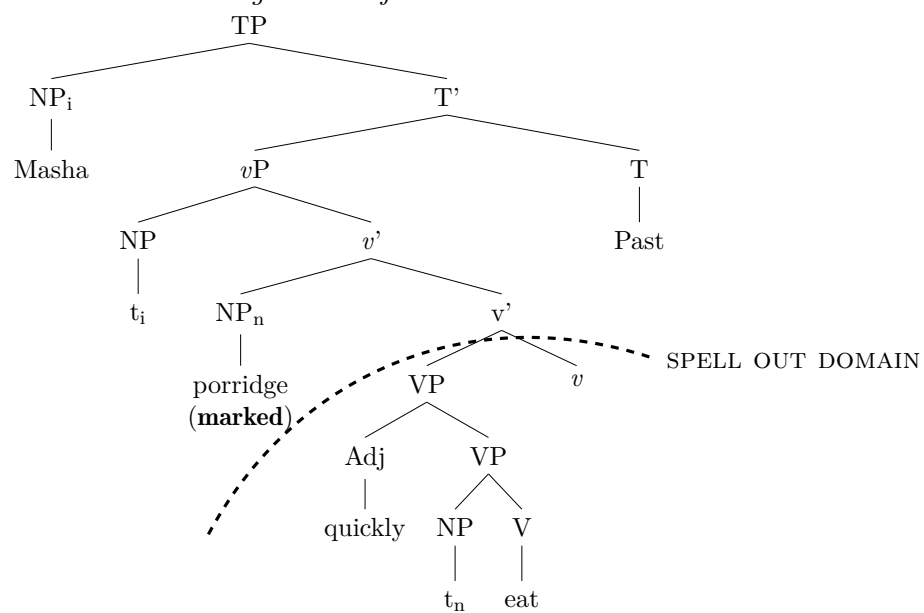 TP
NPi T'
Masha vP T
NP v' Past
ti NPn v'
porridge VP v SPELL OUT DOMAIN
(marked)
Adj VP
quickly NP V
tn eat